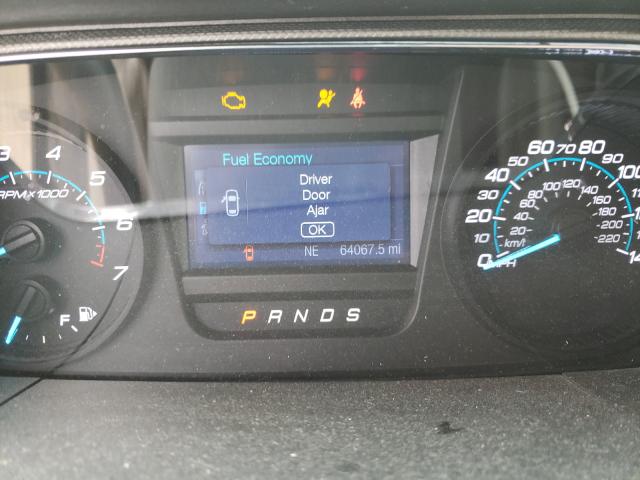 Fuel Economy
Driver
Door
Ajar
OK
NE 64067.5 mi
P R N D S
3 4 5 6 7
RPM x1000
F
0 10 20 30 40 50 60 70 80 90 100
MPH
20 40 60 80 100 120 140 160 180 200 220
km/h